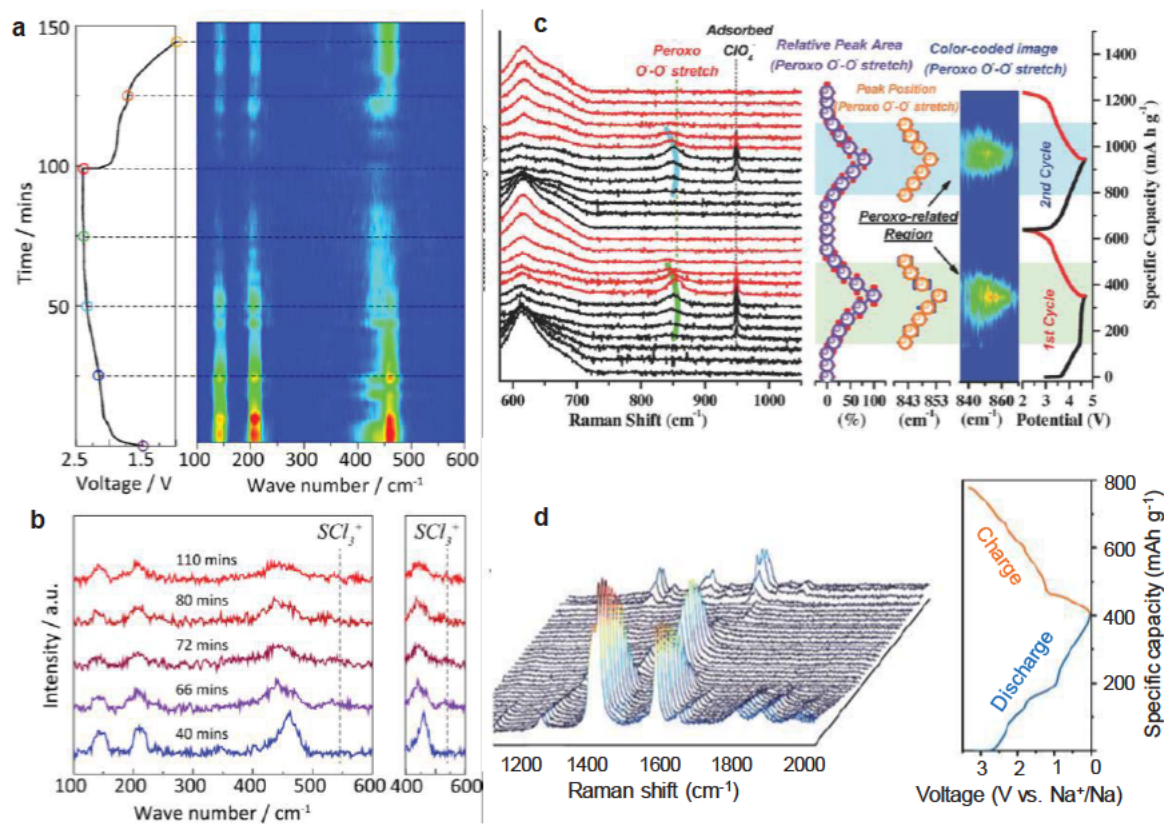 a
150
100
50
Time / mins
2.5
1.5
Voltage / V
100
200
300
400
500
600
Wave number / cm⁻¹
b
SCl₃⁺
SCl₃⁺
110 mins
80 mins
72 mins
66 mins
40 mins
Intensity / a.u.
100
200
300
400
500
600
400
600
Wave number / cm⁻¹
c
Peroxo
O⁻-O⁻ stretch
Adsorbed
ClO₄⁻
Relative Peak Area
(Peroxo O⁻-O⁻ stretch)
Peak Position
(Peroxo O⁻-O⁻ stretch)
Color-coded image
(Peroxo O⁻-O⁻ stretch)
Peroxo-related
Region
2nd Cycle
1st Cycle
1400
1200
1000
800
600
400
200
0
Specific Capacity (mA h g⁻¹)
600
700
800
900
1000
Raman Shift (cm⁻¹)
0
50
100
(%)
843
853
(cm⁻¹)
840
860
(cm⁻¹)
2
3
4
5
Potential (V)
d
1200
1400
1600
1800
2000
Raman shift (cm⁻¹)
Charge
Discharge
800
600
400
200
0
Specific capacity (mAh g⁻¹)
3
2
1
0
Voltage (V vs. Na⁺/Na)